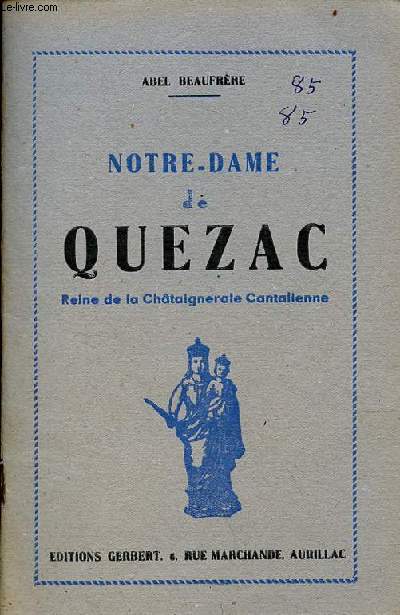 Le-livre.com
ABEL BEAUFRÈRE
85
85
NOTRE-DAME
de
QUEZAC
Reine de la Châtaigneraie Cantalienne
EDITIONS GERBERT, 6, RUE MARCHANDE, AURILLAC